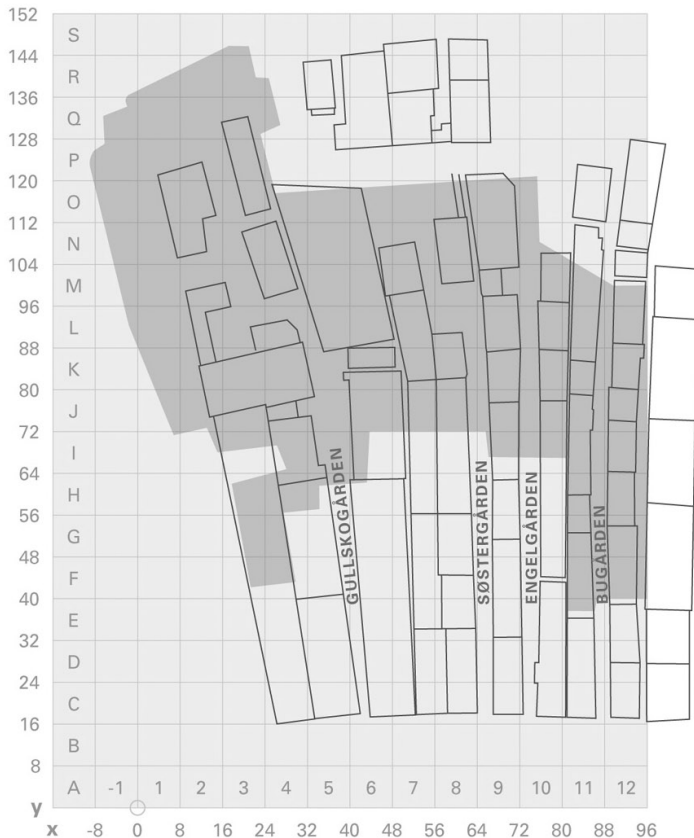 152
S
144
R
136
Q
128
P
120
O
112
N
104
M
96
L
88
K
80
J
72
I
64
H
56
G
48
F
40
E
32
D
24
C
16
B
8
A -1 1 2 3 4 5 6 7 8 9 10 11 12
y
x -8 0 8 16 24 32 40 48 56 64 72 80 88 96
GULLSKOGÅRDEN
SØSTERGÅRDEN
ENGELGÅRDEN
BUGÅRDEN